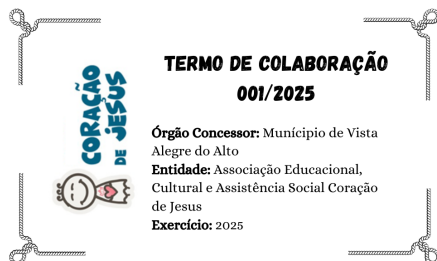 CORAÇÃO
DE JESUS
TERMO DE COLABORAÇÃO
001/2025
Órgão Concessor: Munícipio de Vista
Alegre do Alto
Entidade: Associação Educacional,
Cultural e Assistência Social Coração
de Jesus
Exercício: 2025